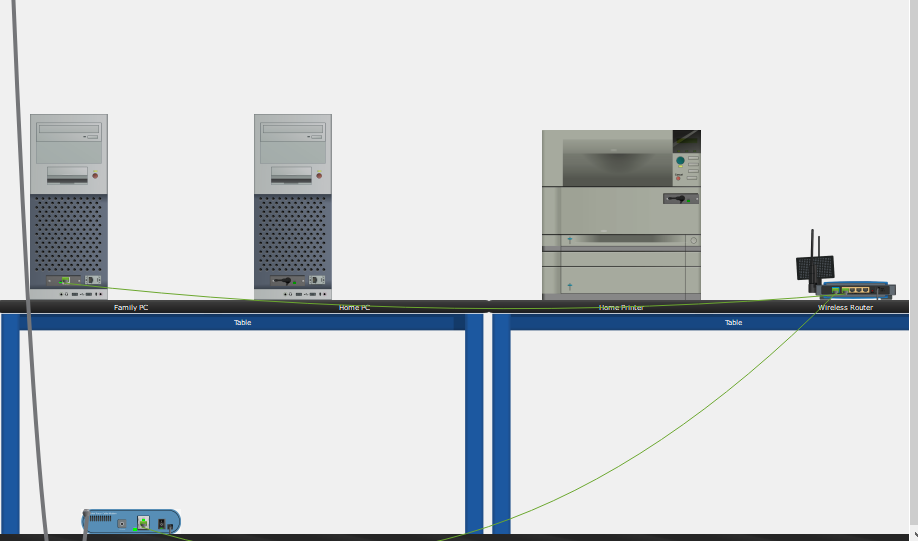 Family PC
Home PC
Home Printer
Wireless Router
Table
Table